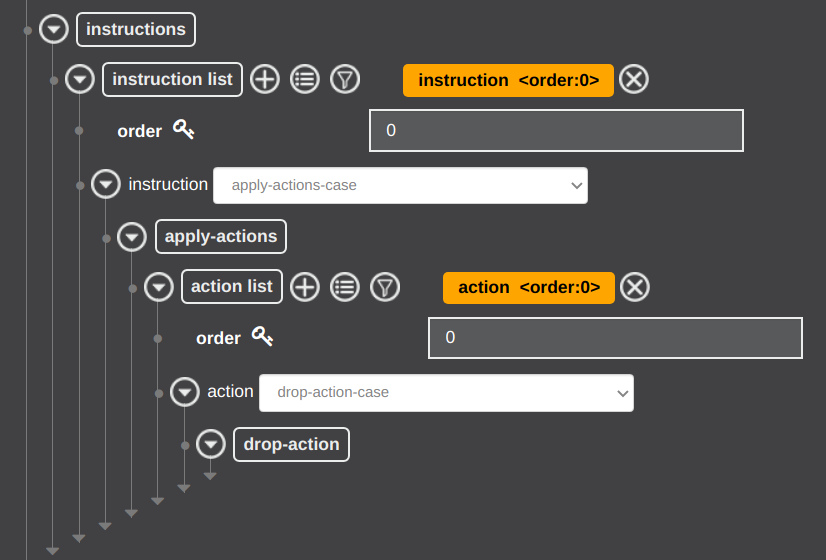 instructions
instruction list instruction <order:0>
order 0
instruction apply-actions-case
apply-actions
action list action <order:0>
order 0
action drop-action-case
drop-action